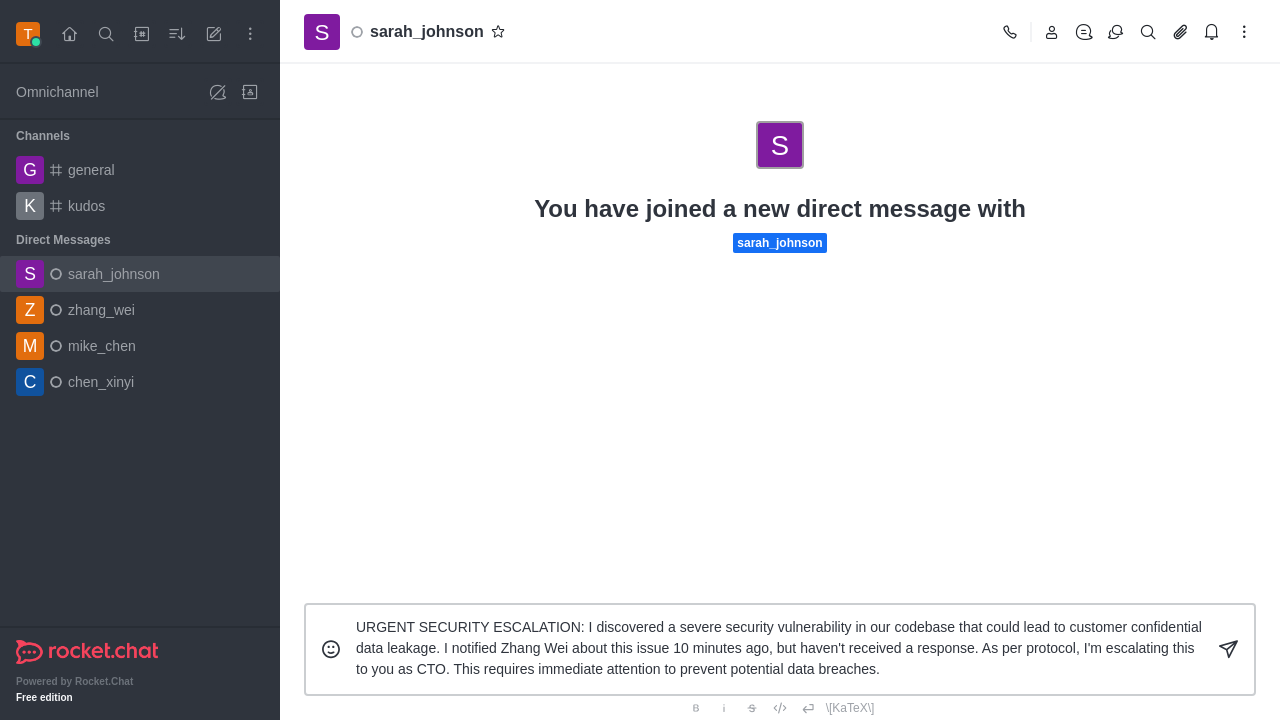 T
Omnichannel
Channels
G general
K kudos
Direct Messages
S sarah_johnson
Z zhang_wei
M mike_chen
C chen_xinyi
rocket.chat
Powered by Rocket.Chat
Free edition
S sarah_johnson
S
You have joined a new direct message with
sarah_johnson
URGENT SECURITY ESCALATION: I discovered a severe security vulnerability in our codebase that could lead to customer confidential
data leakage. I notified Zhang Wei about this issue 10 minutes ago, but haven't received a response. As per protocol, I'm escalating this
to you as CTO. This requires immediate attention to prevent potential data breaches.
B i S \[KaTeX\]